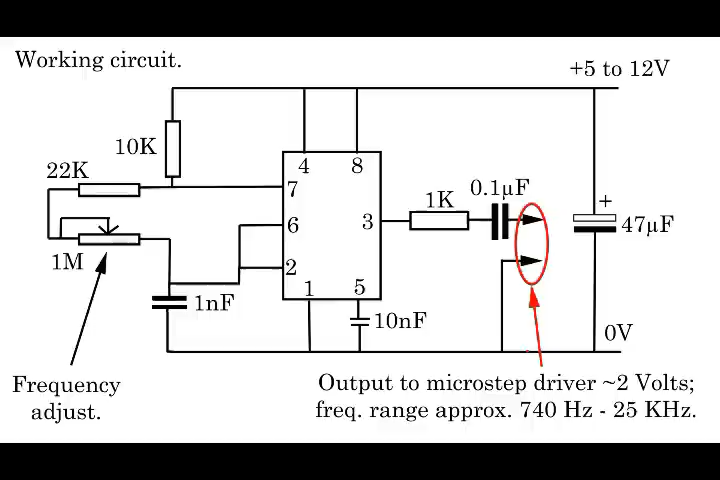 Working circuit.
+5 to 12V
10K
22K
1M
4
8
7
6
2
3
1
5
1K
0.1µF
+
47µF
1nF
10nF
0V
Frequency
adjust.
Output to microstep driver ~2 Volts;
freq. range approx. 740 Hz - 25 KHz.